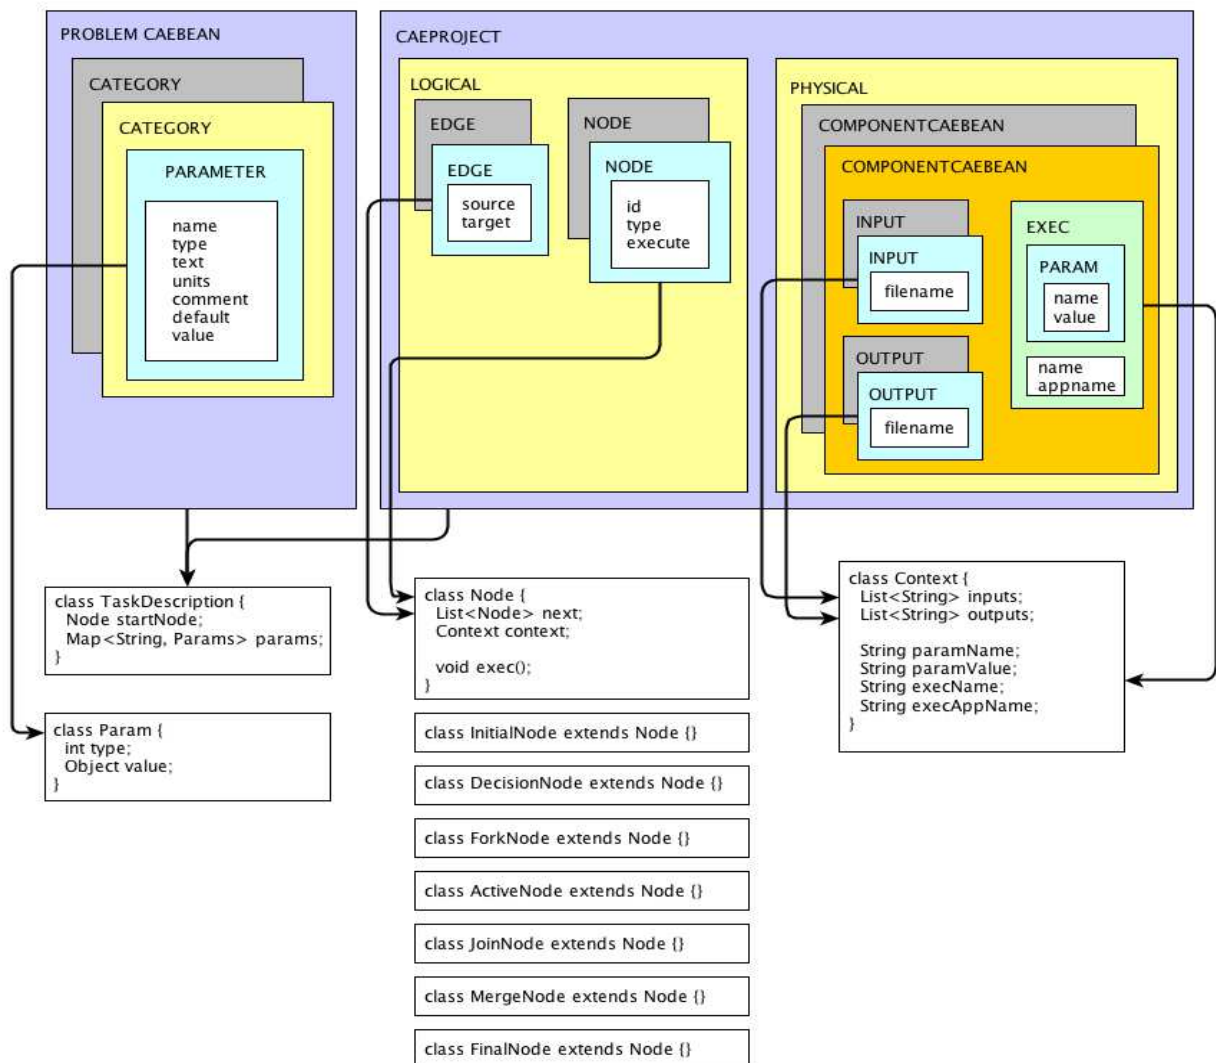 PROBLEM CAEBEAN
CATEGORY
CATEGORY
PARAMETER
name
type
text
units
comment
default
value
CAEPROJECT
LOGICAL
EDGE
EDGE
source
target
NODE
NODE
id
type
execute
PHYSICAL
COMPONENTCAEBEAN
COMPONENTCAEBEAN
INPUT
INPUT
filename
OUTPUT
OUTPUT
filename
EXEC
PARAM
name
value
name
appname
class TaskDescription {
Node startNode;
Map<String, Params> params;
}
class Param {
int type;
Object value;
}
class Node {
List<Node> next;
Context context;
void exec();
}
class InitialNode extends Node {}
class DecisionNode extends Node {}
class ForkNode extends Node {}
class ActiveNode extends Node {}
class JoinNode extends Node {}
class MergeNode extends Node {}
class FinalNode extends Node {}
class Context {
List<String> inputs;
List<String> outputs;
String paramName;
String paramValue;
String execName;
String execAppName;
}